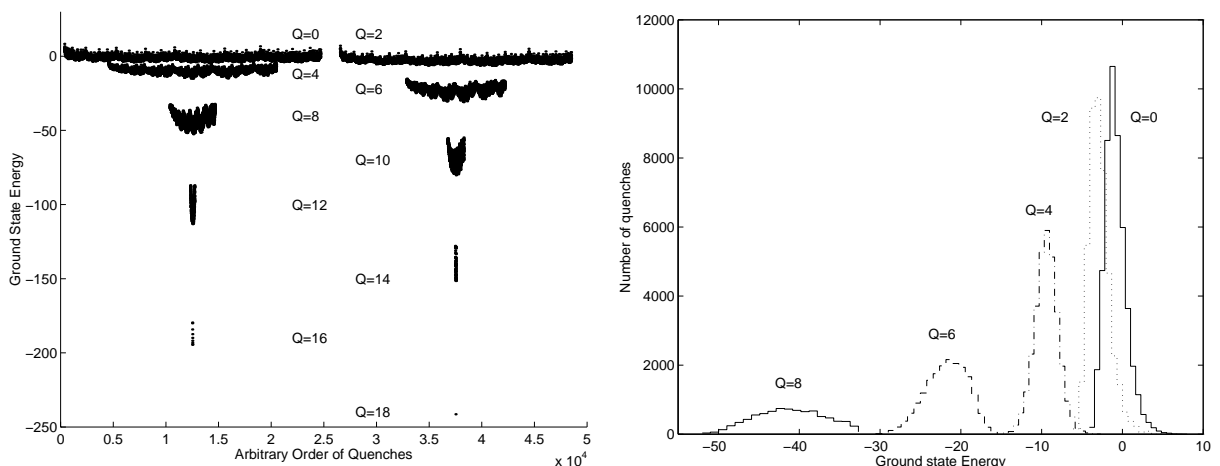 Q=0
Q=2
Q=4
Q=6
Q=8
Q=10
Q=12
Q=14
Q=16
Q=18
0
−50
−100
−150
−200
−250
Ground State Energy
0 0.5 1 1.5 2 2.5 3 3.5 4 4.5 5
x 10^4
Arbitrary Order of Quenches
12000
10000
8000
6000
4000
2000
0
Number of quenches
Q=2
Q=0
Q=4
Q=6
Q=8
−50 −40 −30 −20 −10 0 10
Ground state Energy